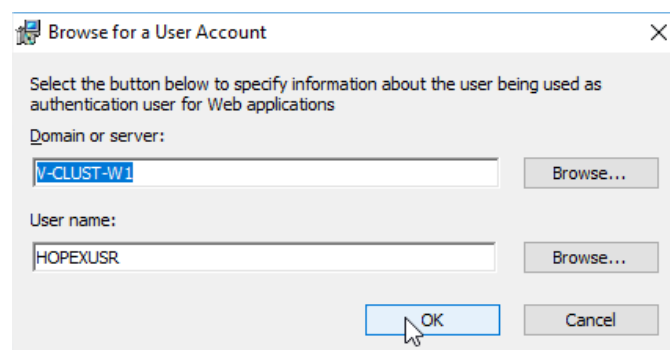 Browse for a User Account
Select the button below to specify information about the user being used as
authentication user for Web applications
Domain or server:
V-CLUST-W1
Browse...
User name:
HOPEXUSR
Browse...
OK
Cancel